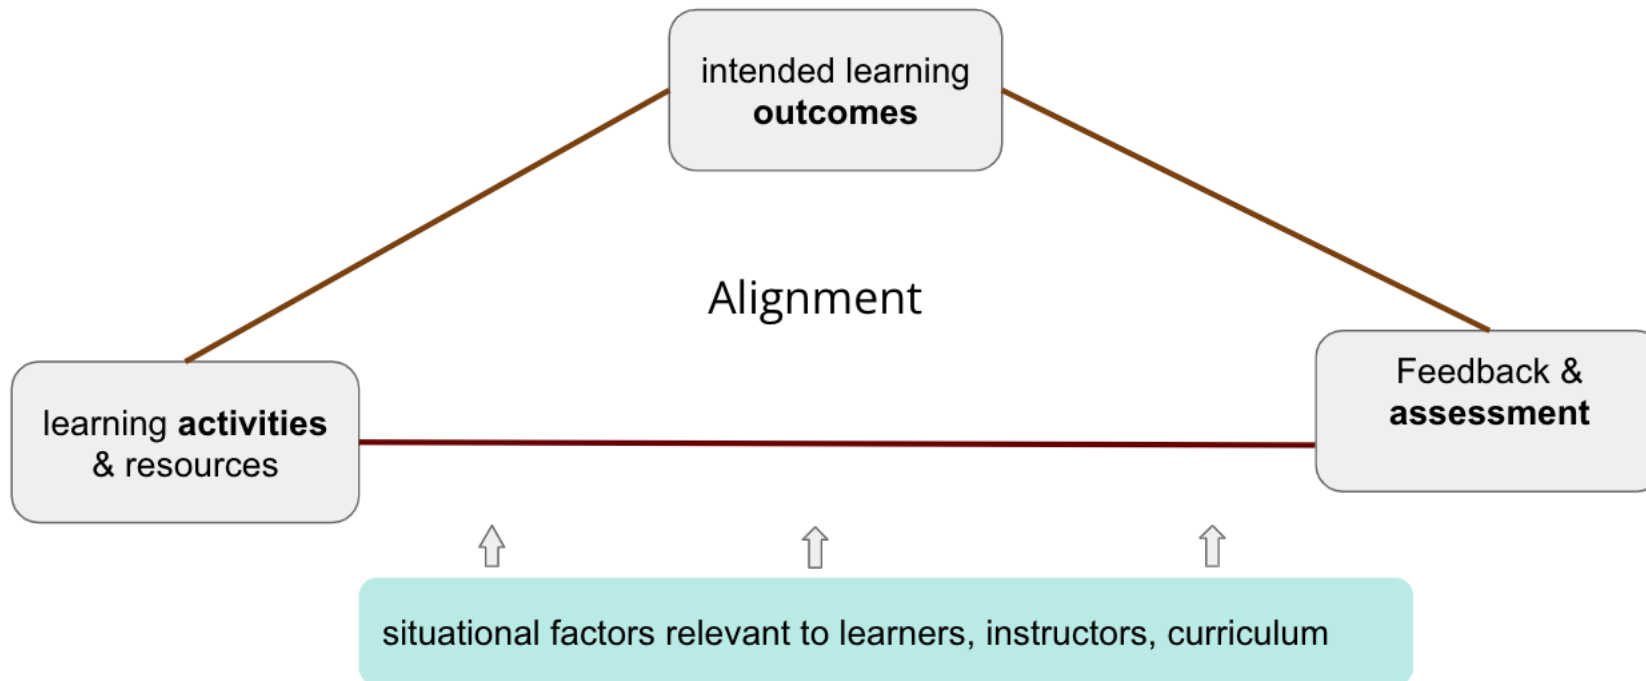 intended learning
outcomes
Alignment
learning activities
& resources
Feedback &
assessment
situational factors relevant to learners, instructors, curriculum